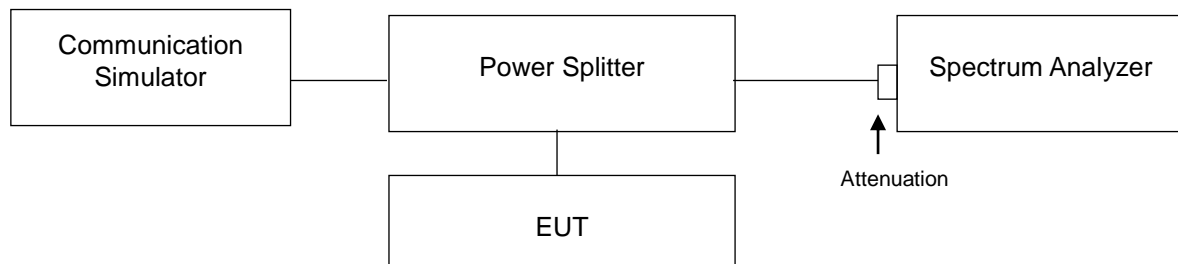 Communication
Simulator
Power Splitter
Spectrum Analyzer
Attenuation
EUT